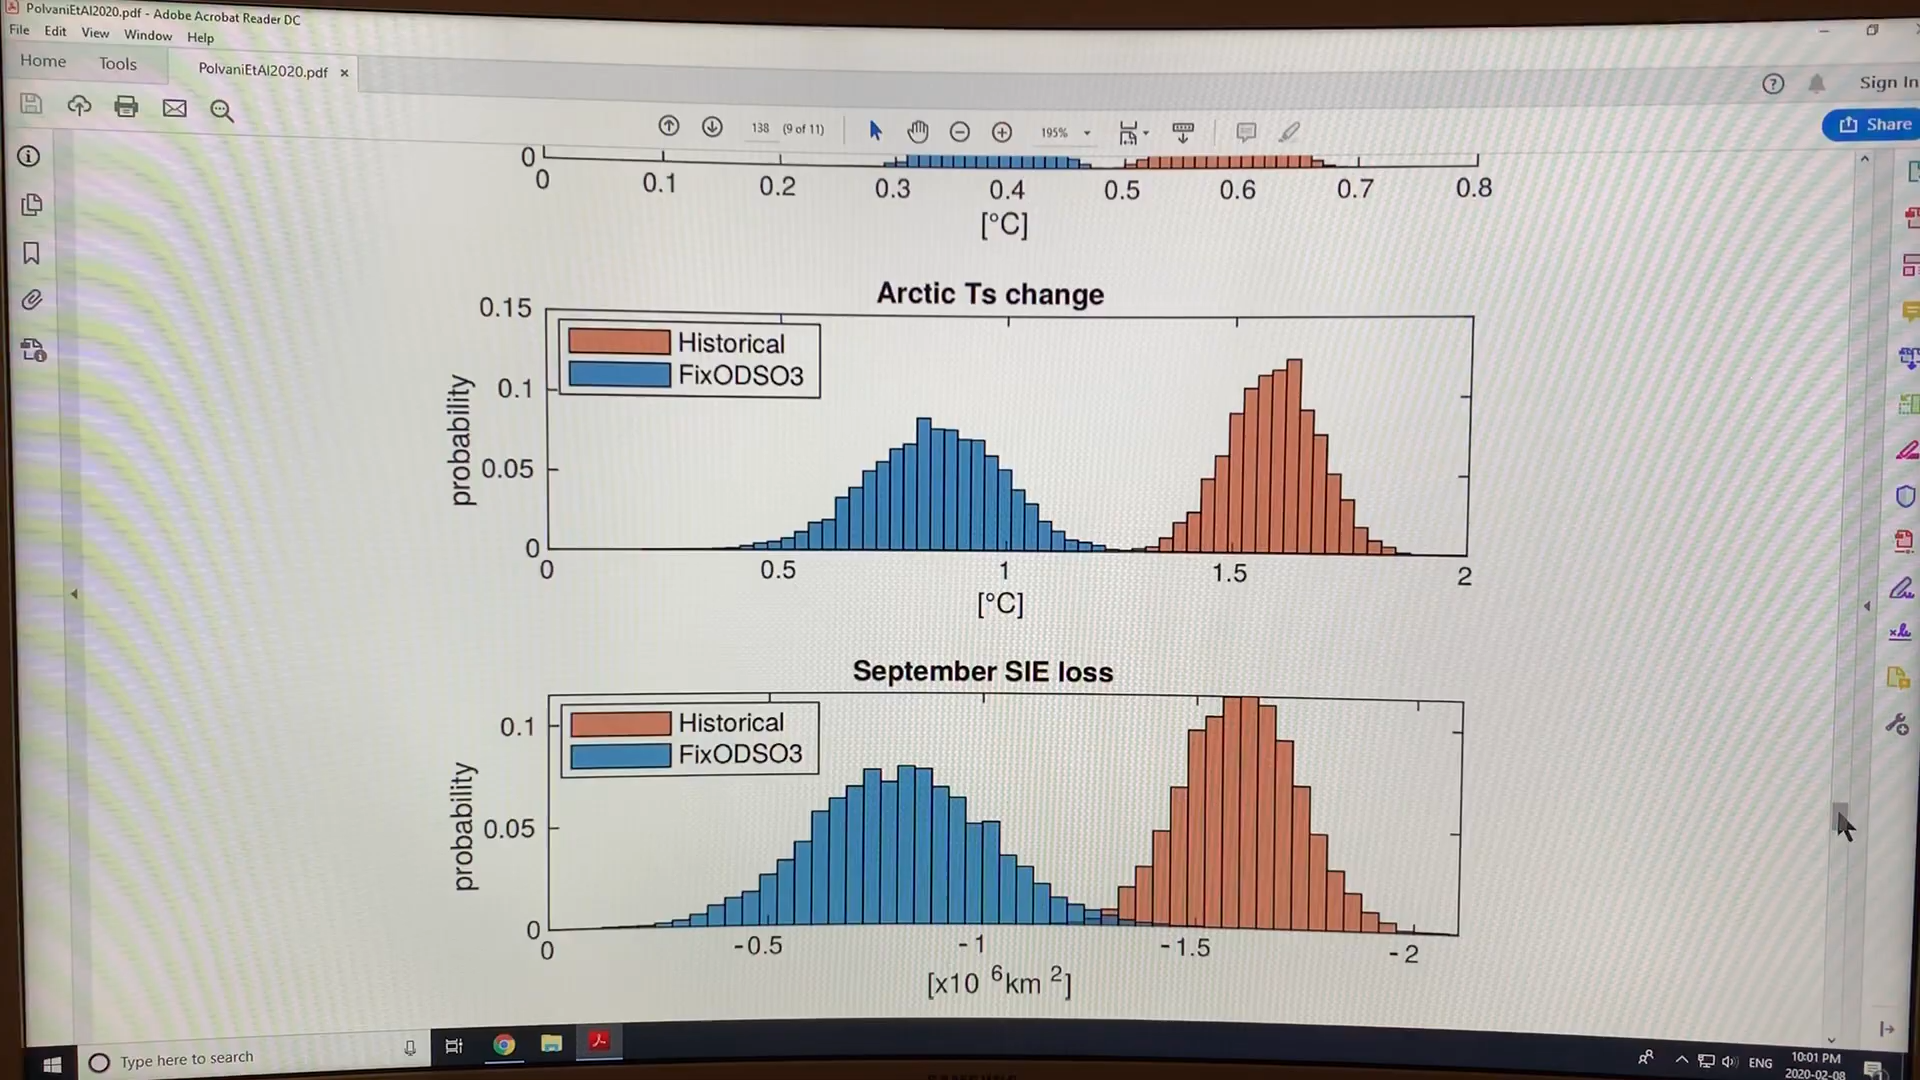 PolvaniEtAl2020.pdf - Adobe Acrobat Reader DC
File Edit View Window Help
Home Tools PolvaniEtAl2020.pdf ×
Sign In
138 (9 of 11) 195%
Share
0
0 0.1 0.2 0.3 0.4 0.5 0.6 0.7 0.8
[°C]
Arctic Ts change
0.15
Historical
FixODSO3
0.1
probability
0.05
0
0 0.5 1 1.5 2
[°C]
September SIE loss
Historical
FixODSO3
0.1
probability
0.05
0
0 -0.5 -1 -1.5 -2
[x10 6km 2]
Type here to search
ENG
10:01 PM
2020-02-08